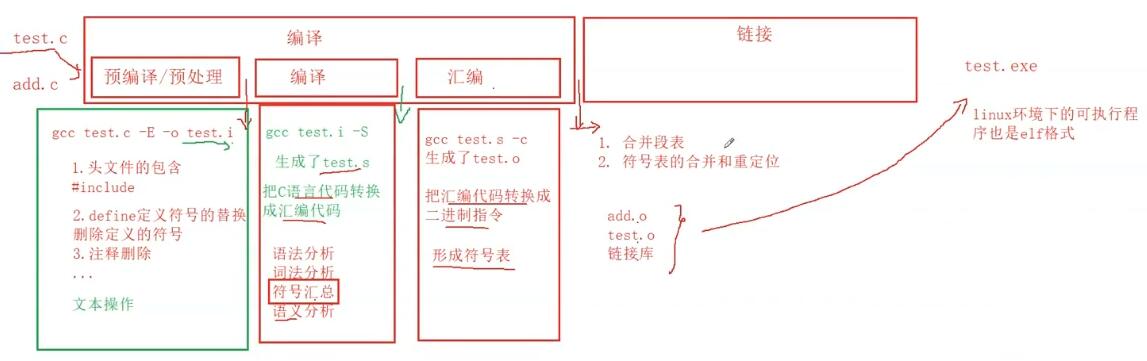 test.c
add.c
编译
预编译/预处理
编译
汇编
链接
gcc test.c -E -o test.i
1.头文件的包含
#include
2.define定义符号的替换
删除定义的符号
3.注释删除
...
文本操作
gcc test.i -S
生成了test.s
把C语言代码转换
成汇编代码
语法分析
词法分析
符号汇总
语义分析
gcc test.s -c
生成了test.o
把汇编代码转换成
二进制指令
形成符号表
1. 合并段表
2. 符号表的合并和重定位
add.o
test.o
链接库
test.exe
linux环境下的可执行程
序也是elf格式